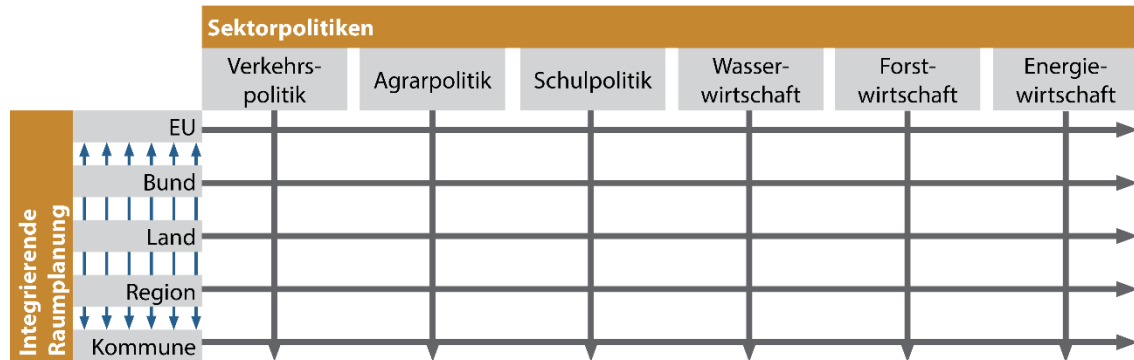 Sektorpolitiken
Verkehrs-
politik
Agrarpolitik
Schulpolitik
Wasser-
wirtschaft
Forst-
wirtschaft
Energie-
wirtschaft
Integrierende
Raumplanung
EU
Bund
Land
Region
Kommune